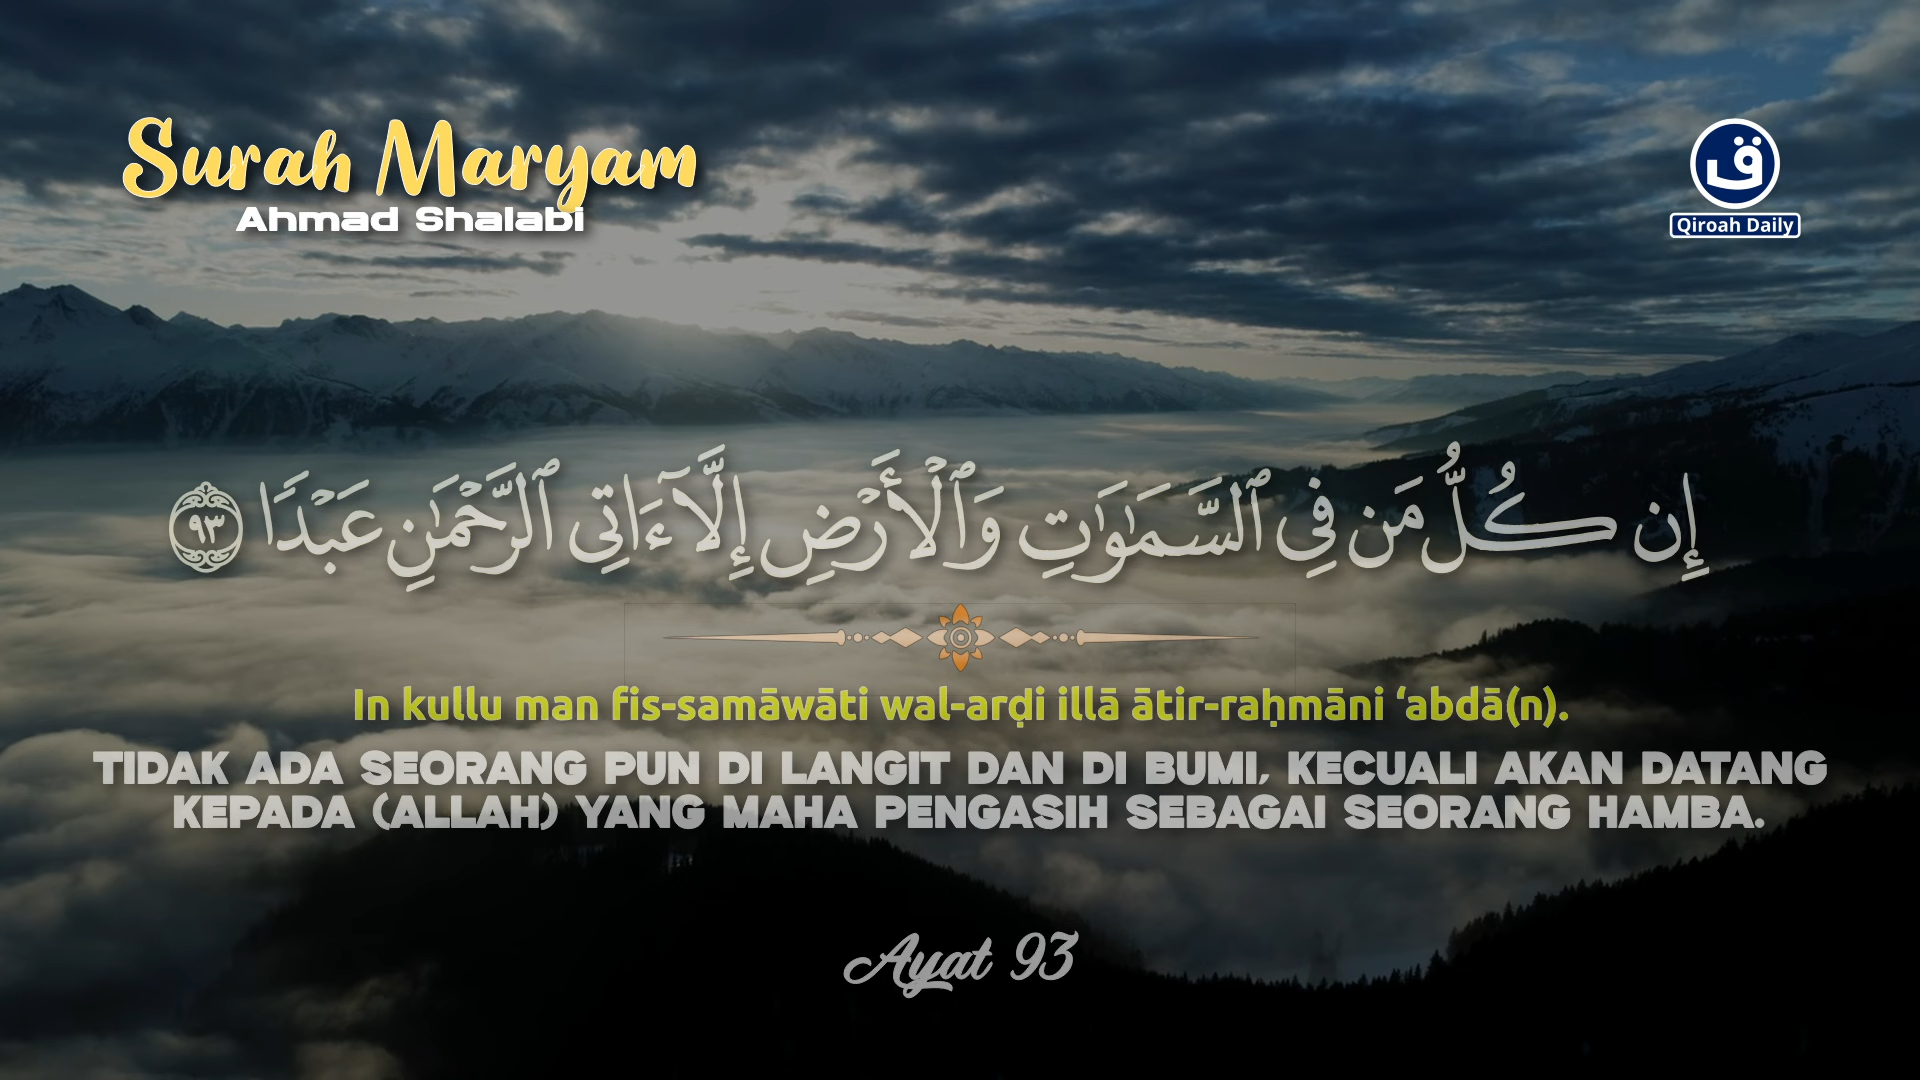 Surah Maryam
Ahmad Shalabi
ق
Qiroah Daily
إِن كُلُّ مَن فِى ٱلسَّمَـٰوَٰتِ وَٱلْأَرْضِ إِلَّآ ءَاتِى ٱلرَّحْمَـٰنِ عَبْدًا ٩٣
In kullu man fis-samāwāti wal-arḍi illā ātir-raḥmāni ‘abdā(n).
TIDAK ADA SEORANG PUN DI LANGIT DAN DI BUMI, KECUALI AKAN DATANG
KEPADA (ALLAH) YANG MAHA PENGASIH SEBAGAI SEORANG HAMBA.
Ayat 93